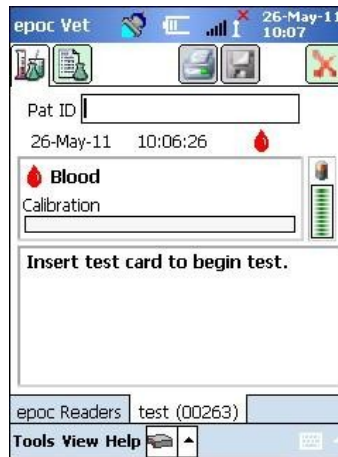 epoc Vet
26-May-11
10:07
Pat ID
26-May-11 10:06:26
Blood
Calibration
Insert test card to begin test.
epoc Readers test (00263)
Tools View Help